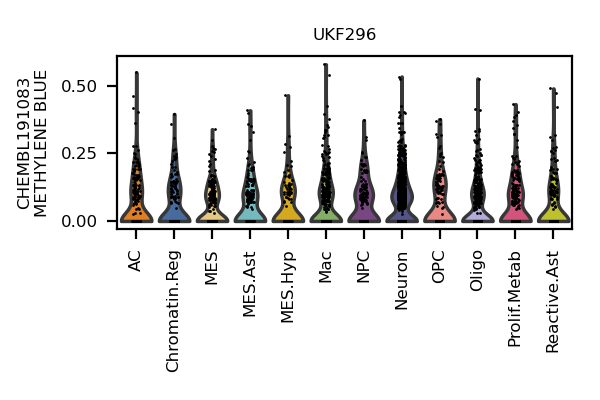 UKF296
CHEMBL191083
METHYLENE BLUE
0.50
0.25
0.00
AC
Chromatin.Reg
MES
MES.Ast
MES.Hyp
Mac
NPC
Neuron
OPC
Oligo
Prolif.Metab
Reactive.Ast